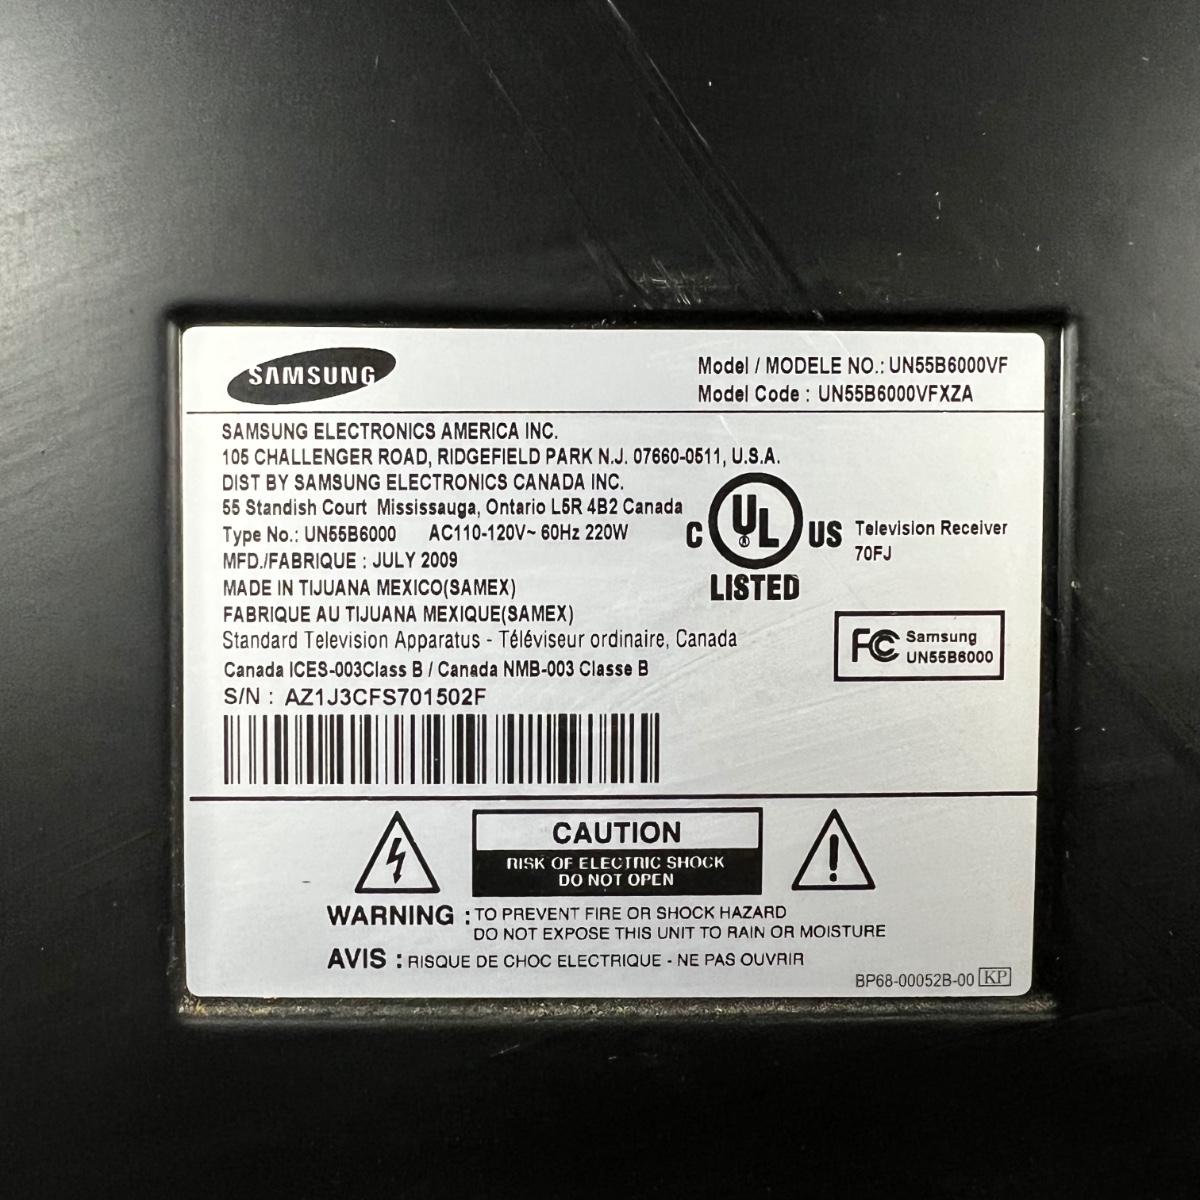 SAMSUNG
Model / MODELE NO.: UN55B6000VF
Model Code : UN55B6000VFXZA
SAMSUNG ELECTRONICS AMERICA INC.
105 CHALLENGER ROAD, RIDGEFIELD PARK N.J. 07660-0511, U.S.A.
DIST BY SAMSUNG ELECTRONICS CANADA INC.
55 Standish Court Mississauga, Ontario L5R 4B2 Canada
Type No.: UN55B6000 AC110-120V~ 60Hz 220W
MFD./FABRIQUE : JULY 2009
MADE IN TIJUANA MEXICO(SAMEX)
FABRIQUE AU TIJUANA MEXIQUE(SAMEX)
Standard Television Apparatus - Téléviseur ordinaire, Canada
Canada ICES-003Class B / Canada NMB-003 Classe B
S/N : AZ1J3CFS701502F
C UL ® US
LISTED
Television Receiver
70FJ
FC Samsung
UN55B6000
CAUTION
RISK OF ELECTRIC SHOCK
DO NOT OPEN
WARNING : TO PREVENT FIRE OR SHOCK HAZARD
DO NOT EXPOSE THIS UNIT TO RAIN OR MOISTURE
AVIS : RISQUE DE CHOC ELECTRIQUE - NE PAS OUVRIR
BP68-00052B-00 KP